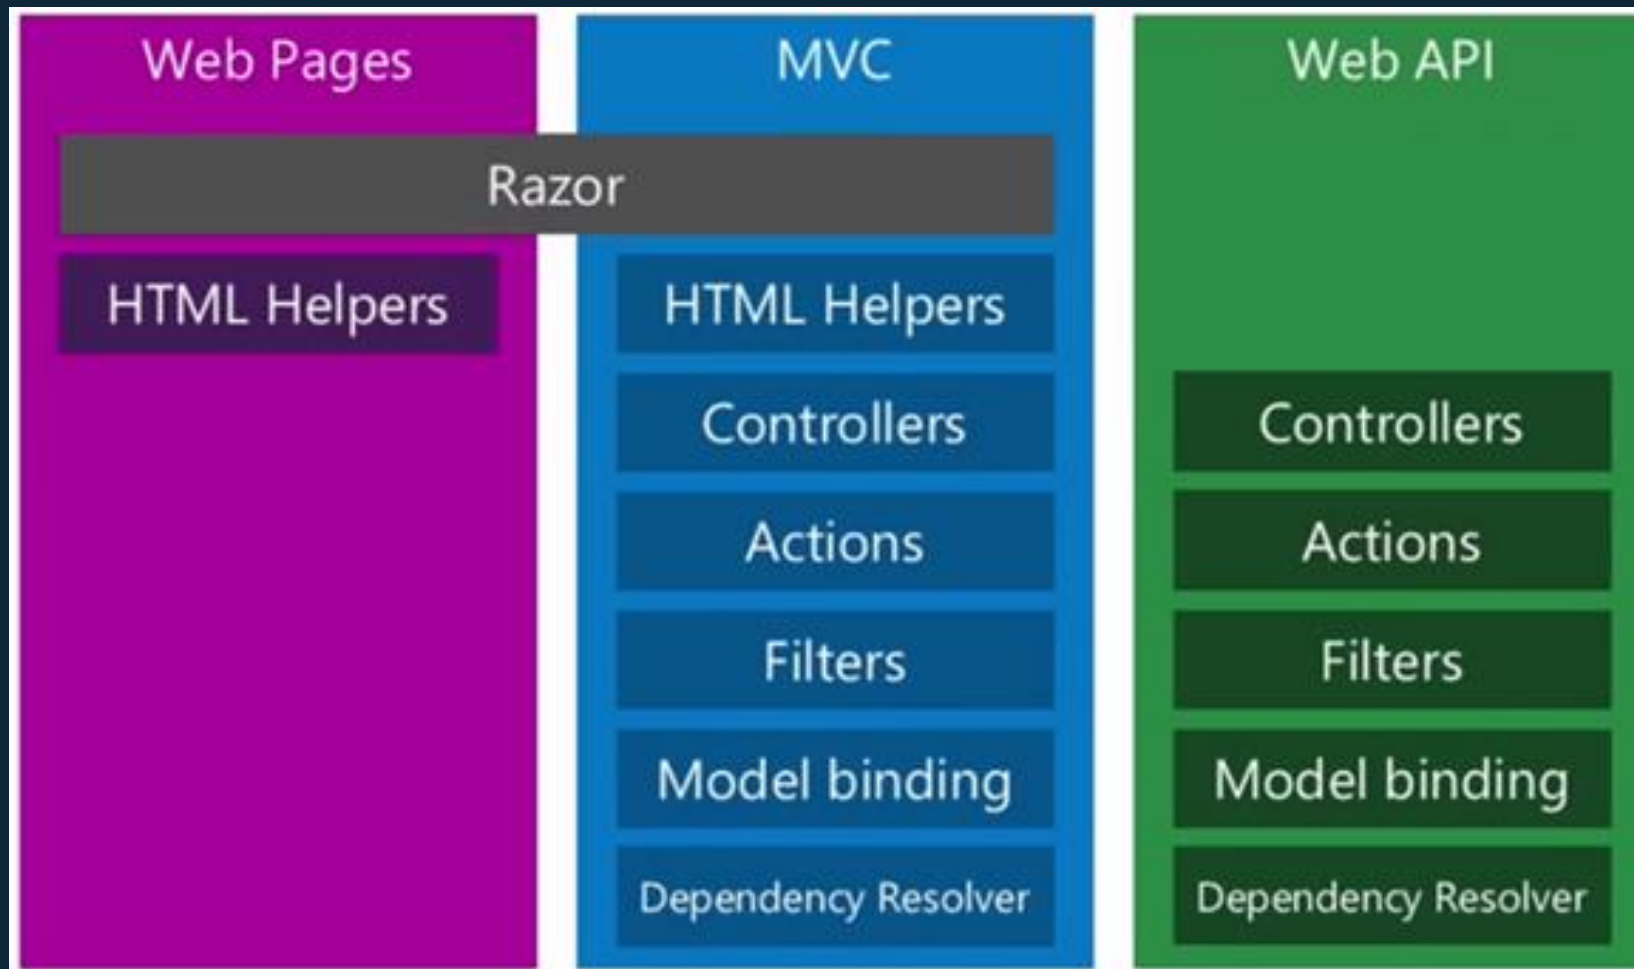 Web Pages
MVC
Web API
Razor
HTML Helpers
HTML Helpers
Controllers
Controllers
Actions
Actions
Filters
Filters
Model binding
Model binding
Dependency Resolver
Dependency Resolver